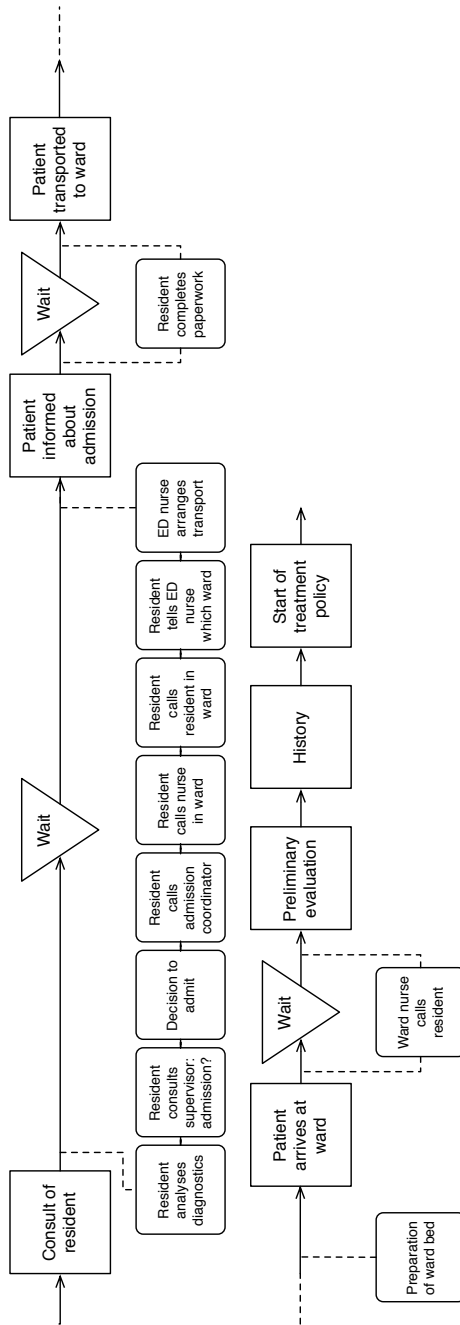 Consult of
resident
Wait
Patient
informed
about
admission
Wait
Patient
transported
to ward
Resident
analyses
diagnostics
Resident
consults
supervisor:
admission?
Decision to
admit
Resident
calls
admission
coordinator
Resident
calls nurse
in ward
Resident
calls
resident in
ward
Resident
tells ED
nurse
which ward
ED nurse
arranges
transport
Resident
completes
paperwork
Patient
arrives at
ward
Wait
Preliminary
evaluation
History
Start of
treatment
policy
Preparation
of ward bed
Ward nurse
calls
resident